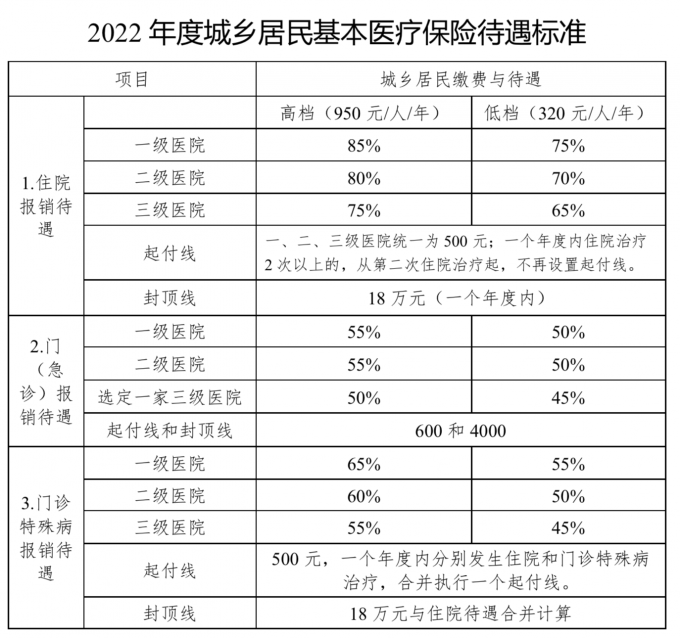 2022 年度城乡居民基本医疗保险待遇标准
项目
城乡居民缴费与待遇
高档（950 元/人/年）
低档（320 元/人/年）
1.住院
报销待
遇
一级医院
85%
75%
二级医院
80%
70%
三级医院
75%
65%
起付线
一、二、三级医院统一为 500 元；一个年度内住院治疗
2 次以上的，从第二次住院治疗起，不再设置起付线。
封顶线
18 万元（一个年度内）
2.门
（急
诊）报
销待遇
一级医院
55%
50%
二级医院
55%
50%
选定一家三级医院
50%
45%
起付线和封顶线
600 和 4000
3.门诊
特殊病
报销待
遇
一级医院
65%
55%
二级医院
60%
50%
三级医院
55%
45%
起付线
500 元，一个年度内分别发生住院和门诊特殊病
治疗，合并执行一个起付线。
封顶线
18 万元与住院待遇合并计算